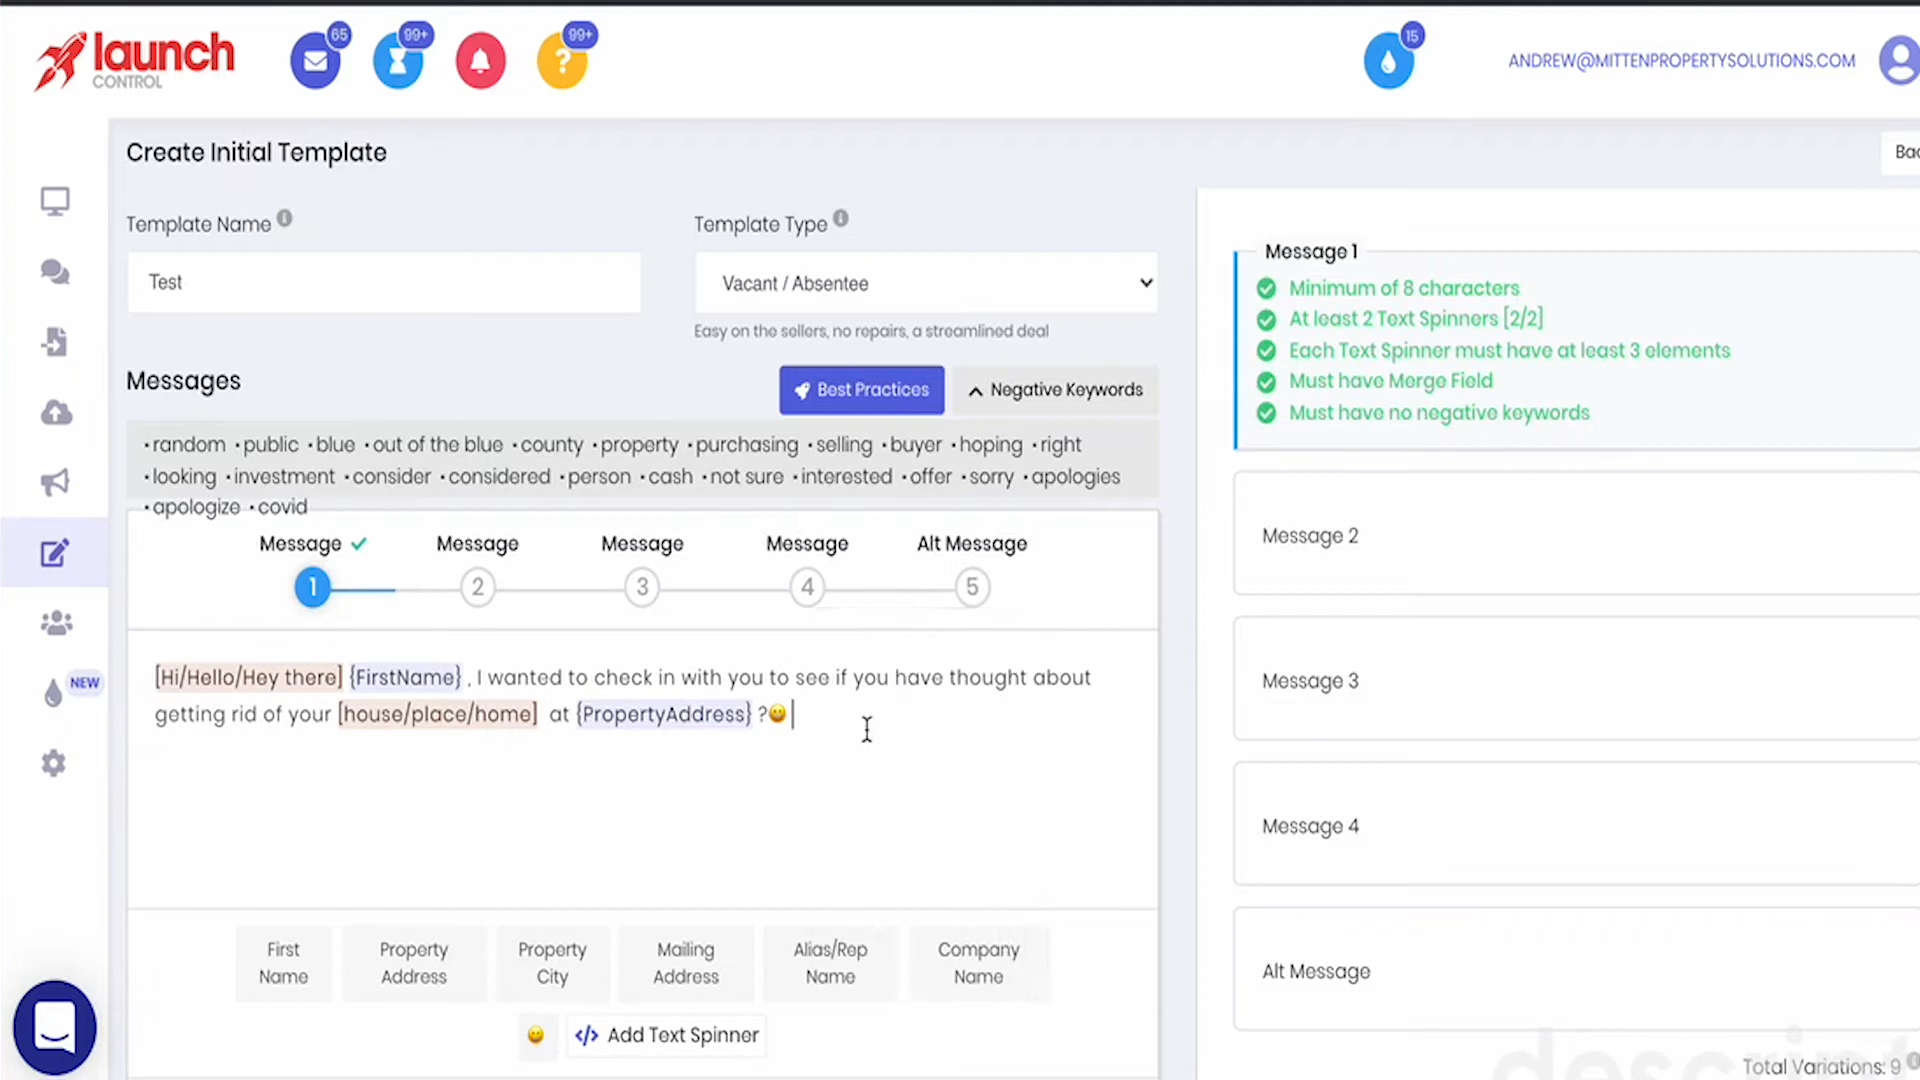 launch
CONTROL
65
99+
99+
?
15
ANDREW@MITTENPROPERTYSOLUTIONS.COM
Create Initial Template
Template Name
Template Type
Test
Vacant / Absentee
Easy on the sellers, no repairs, a streamlined deal
Messages
Best Practices
Negative Keywords
•random •public •blue •out of the blue •county •property •purchasing •selling •buyer •hoping •right
•looking •investment •consider •considered •person •cash •not sure •interested •offer •sorry •apologies
•apologize •covid
Message ✓ Message Message Message Alt Message
1 2 3 4 5
[Hi/Hello/Hey there] {FirstName} , I wanted to check in with you to see if you have thought about
getting rid of your [house/place/home] at {PropertyAddress} ?😀
NEW
First Name
Property Address
Property City
Mailing Address
Alias/Rep Name
Company Name
😀
</> Add Text Spinner
Message 1
Minimum of 8 characters
At least 2 Text Spinners [2/2]
Each Text Spinner must have at least 3 elements
Must have Merge Field
Must have no negative keywords
Message 2
Message 3
Message 4
Alt Message
Total Variations: 9